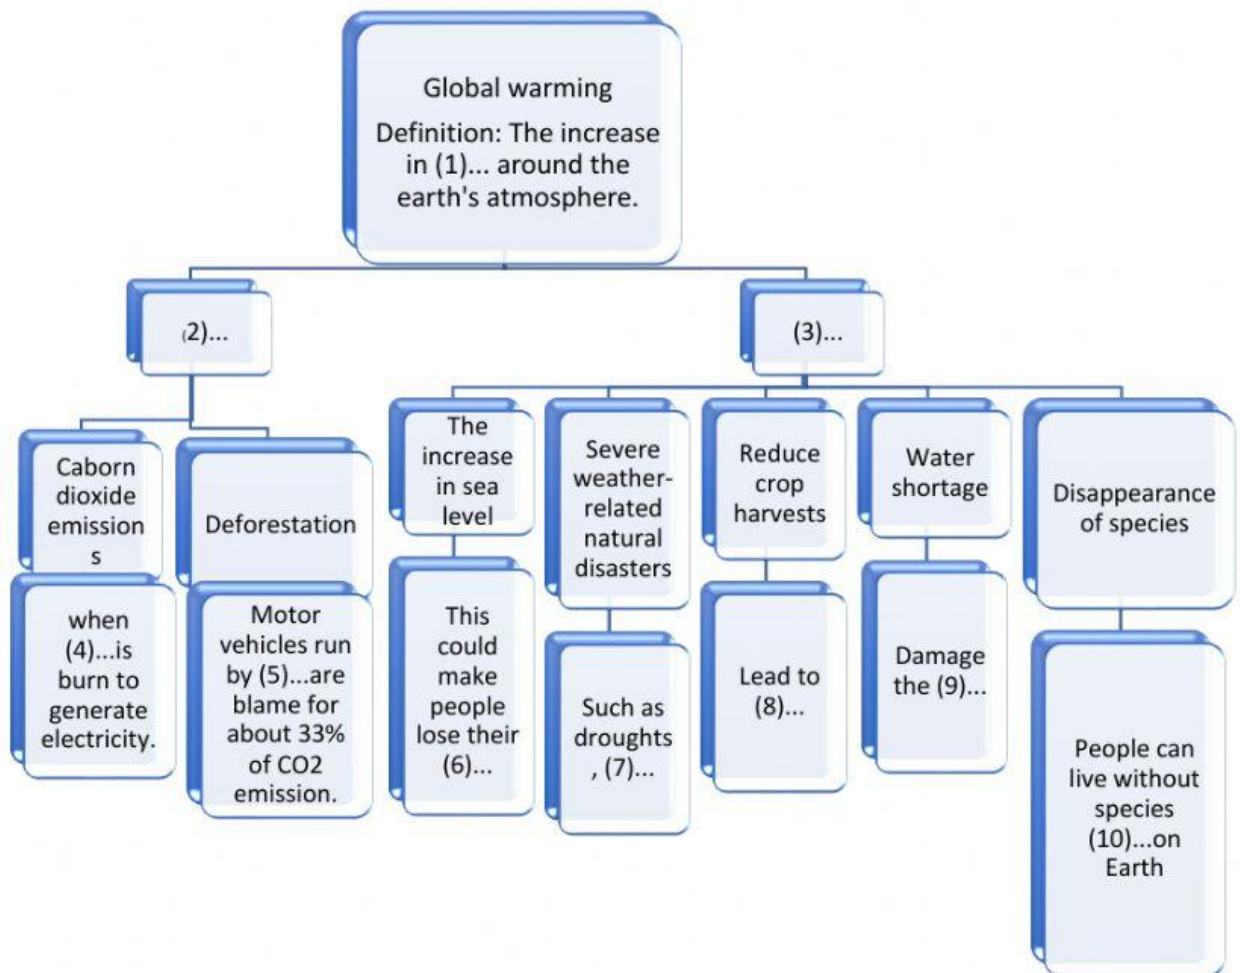 Global warming
Definition: The increase
in (1)... around the
earth's atmosphere.
(2)...
(3)...
Caborn
dioxide
emission
s
Deforestation
The
increase
in sea
level
Severe
weather-
related
natural
disasters
Reduce
crop
harvests
Water
shortage
Disappearance
of species
when
(4)...is
burn to
generate
electricity.
Motor
vehicles run
by (5)...are
blame for
about 33%
of CO2
emission.
This
could
make
people
lose their
(6)...
Such as
droughts
, (7)...
Lead to
(8)...
Damage
the (9)...
People can
live without
species
(10)...on
Earth